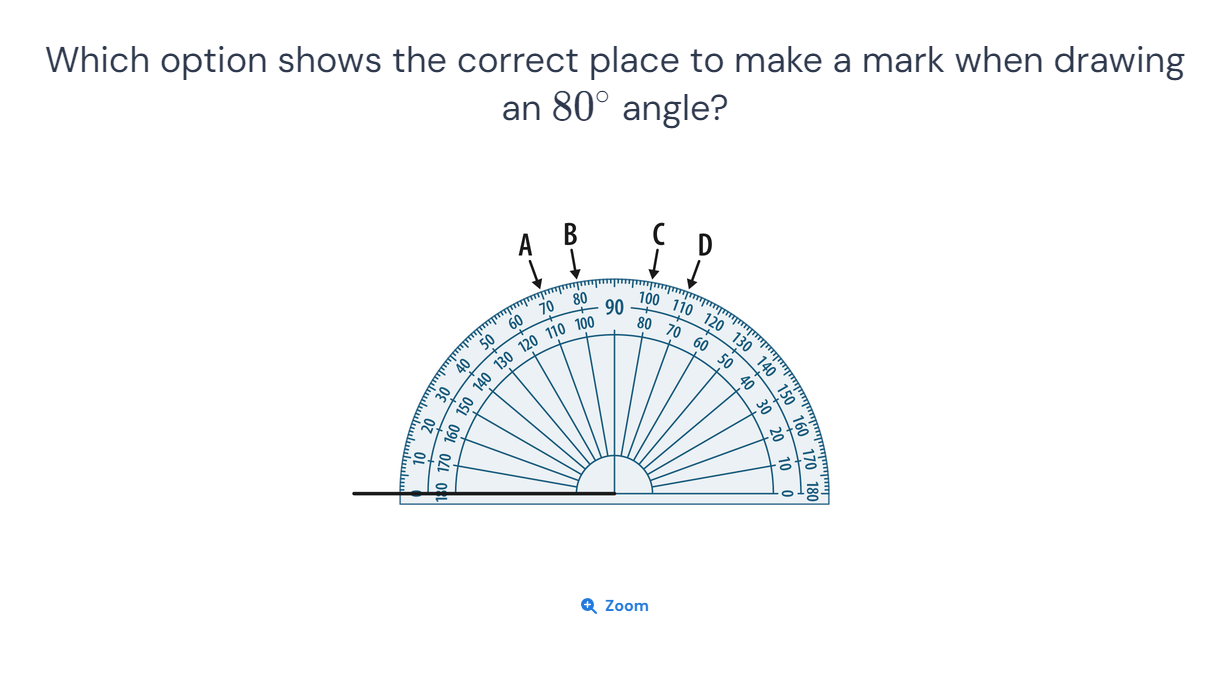 Which option shows the correct place to make a mark when drawing
an 80° angle?
A B C D
0 10 20 30 40 50 60 70 80 90 100 110 120 130 140 150 160 170 180
180 170 160 150 140 130 120 110 100 80 70 60 50 40 30 20 10 0
Zoom